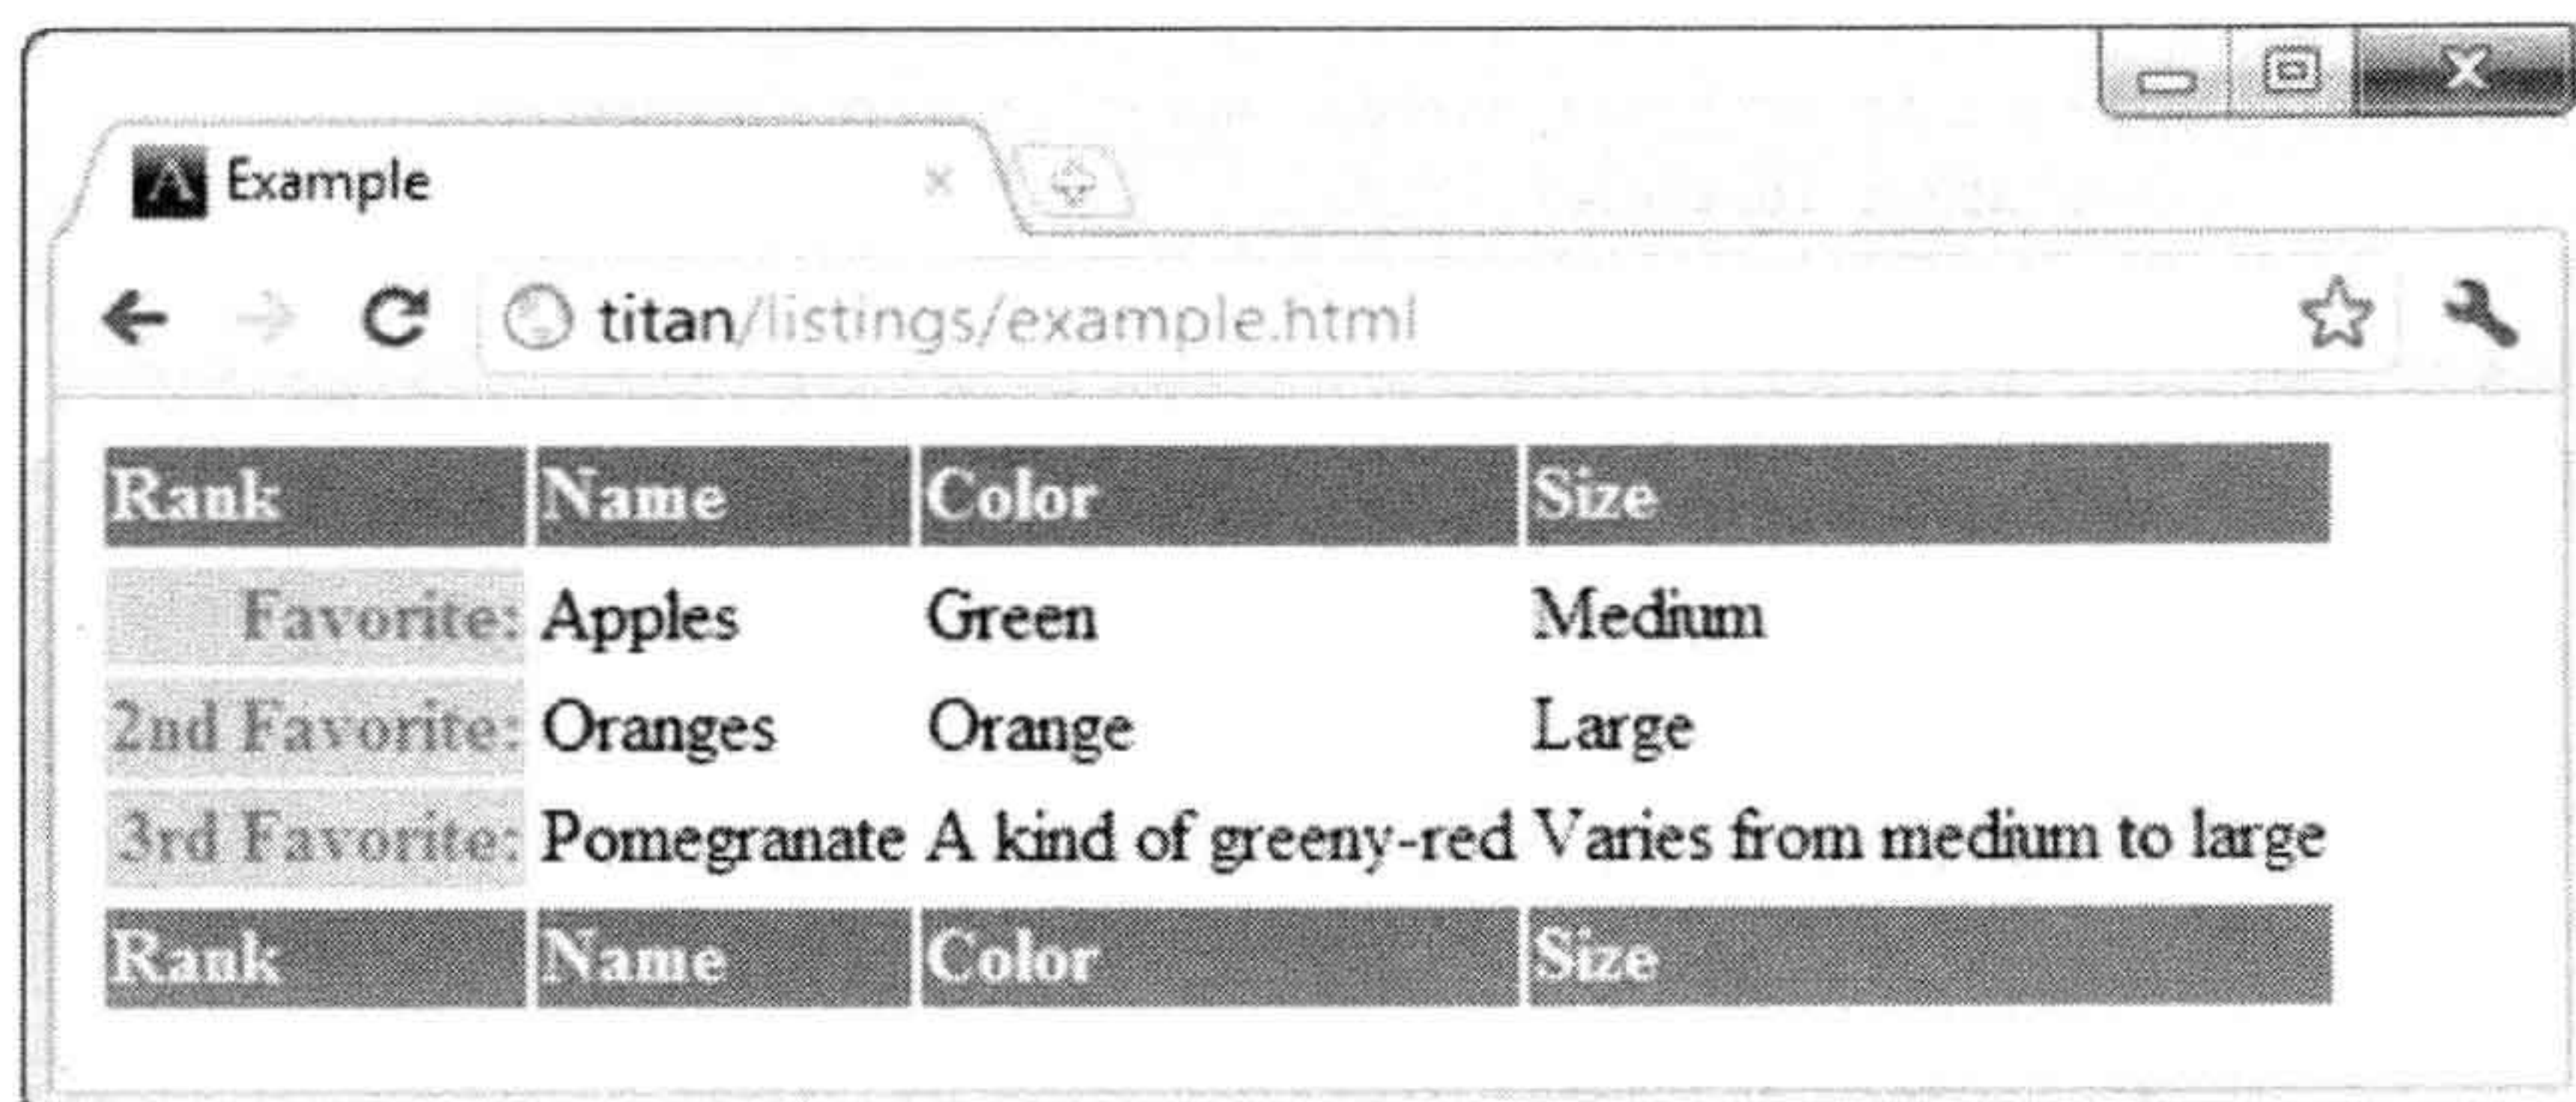 A Example
titan/listings/example.html
Rank Name Color Size
Favorite: Apples Green Medium
2nd Favorite: Oranges Orange Large
3rd Favorite: Pomegranate A kind of greeny-red Varies from medium to large
Rank Name Color Size